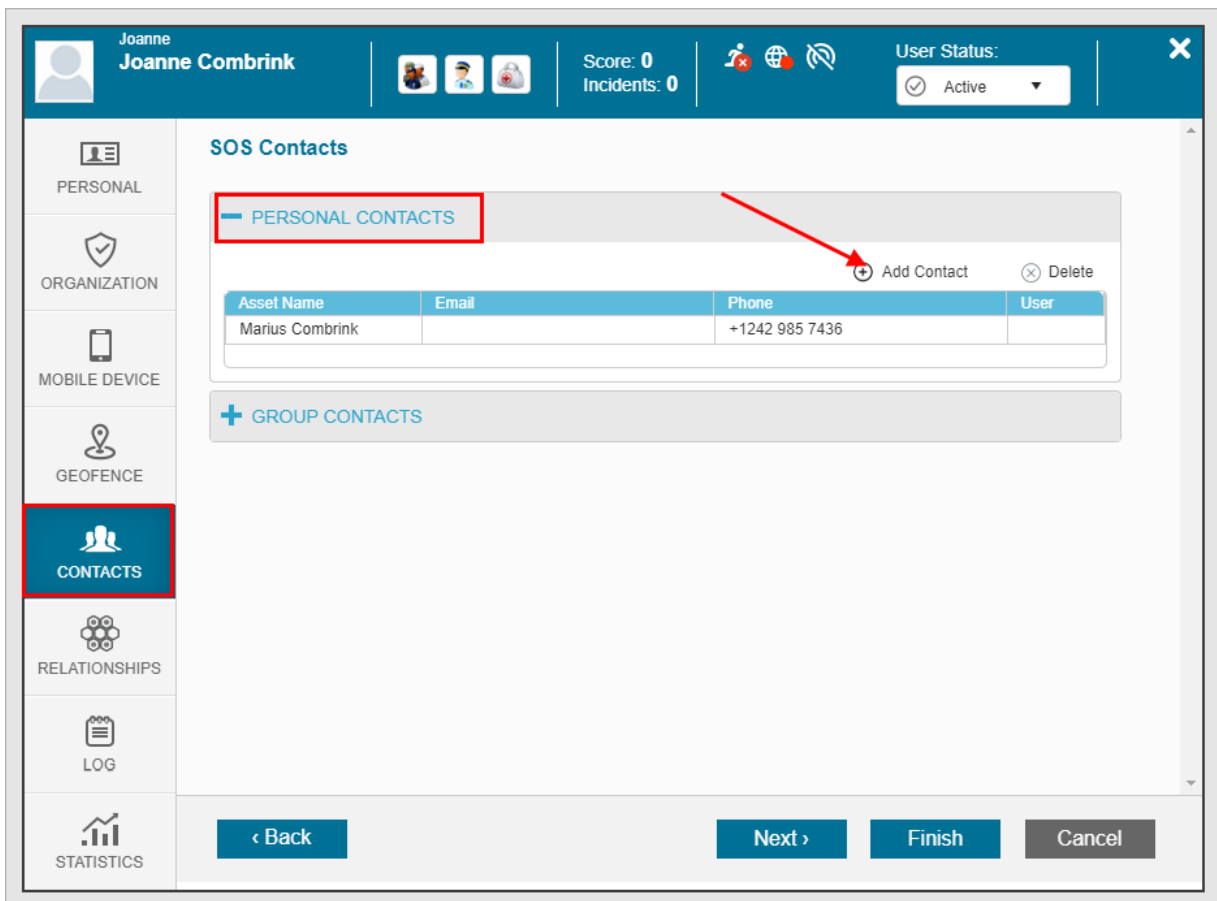 Joanne
Joanne Combrink
Score: 0
Incidents: 0
User Status:
Active
PERSONAL
ORGANIZATION
MOBILE DEVICE
GEOFENCE
CONTACTS
RELATIONSHIPS
LOG
STATISTICS
SOS Contacts
PERSONAL CONTACTS
Add Contact Delete
Asset Name Email Phone User
Marius Combrink +1242 985 7436
GROUP CONTACTS
‹ Back Next › Finish Cancel